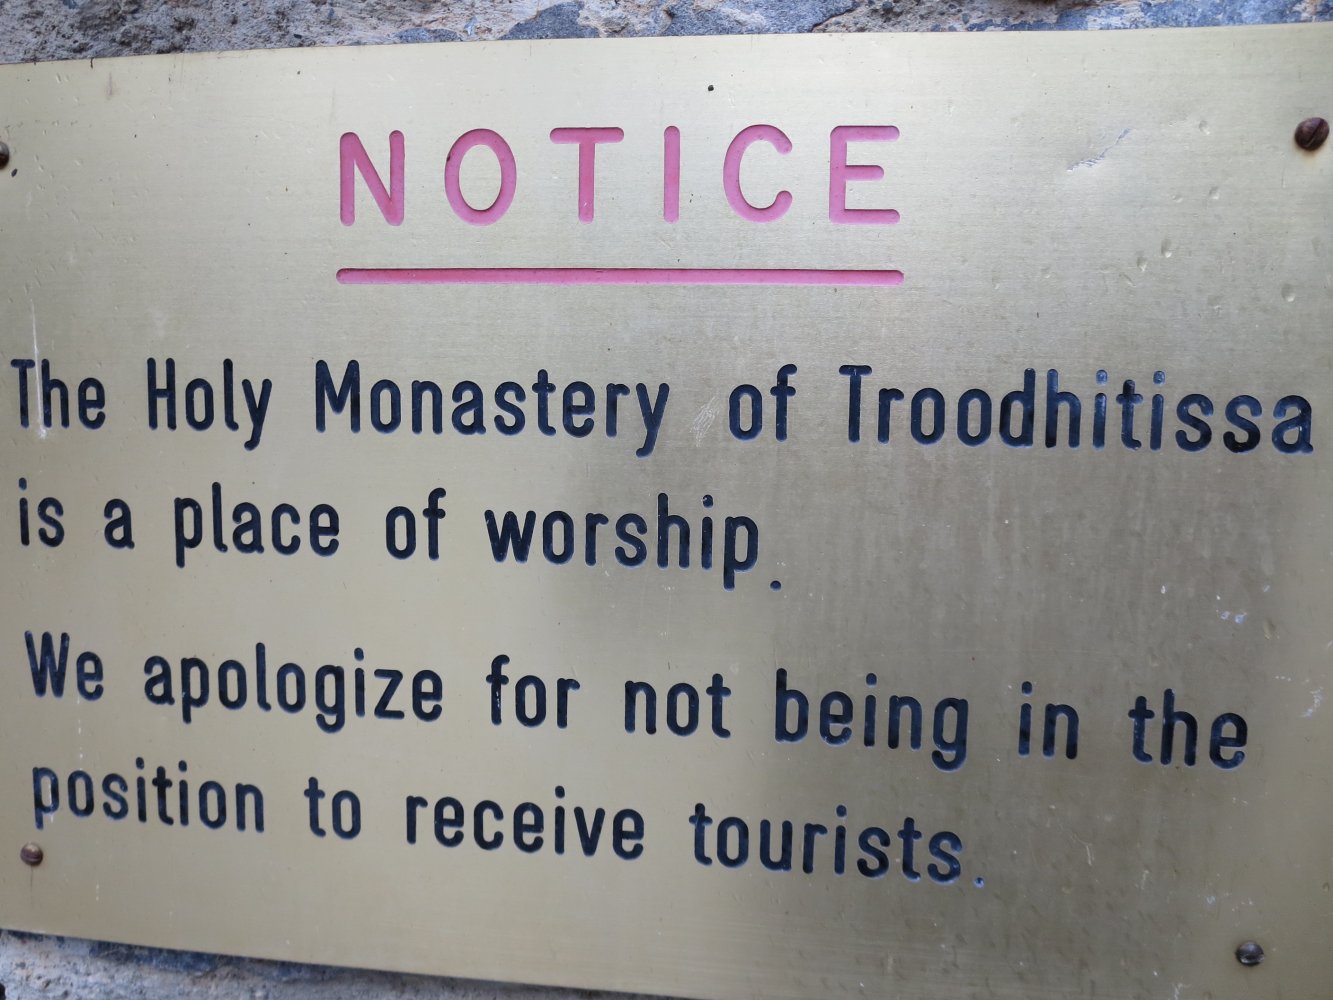 NOTICE
The Holy Monastery of Troodhitissa
is a place of worship.
We apologize for not being in the
position to receive tourists.